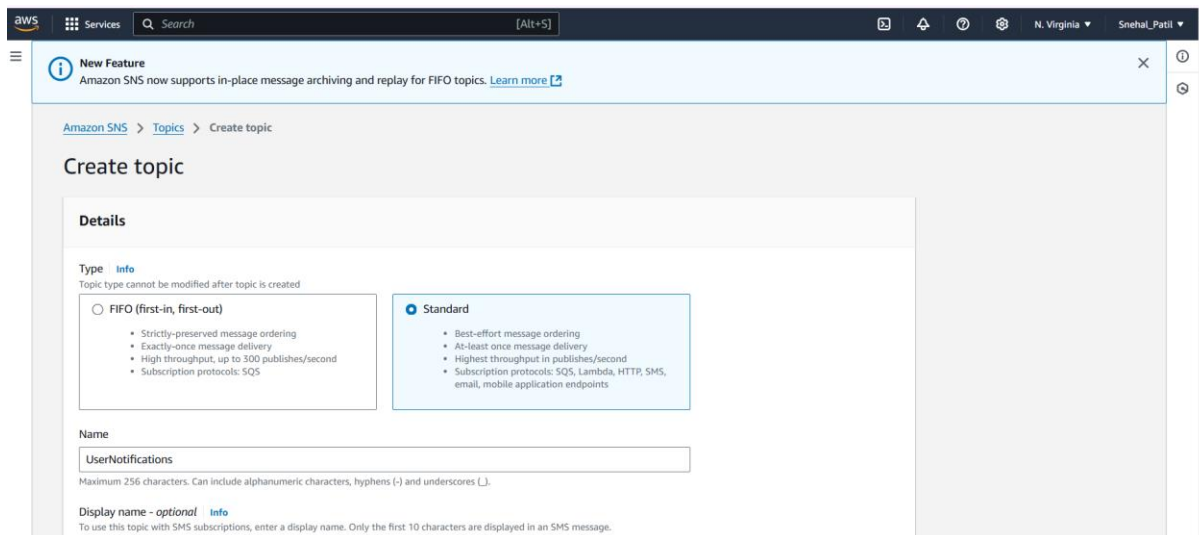 aws Services Search [Alt+S] N. Virginia ▼ Snehal_Patil ▼
New Feature
Amazon SNS now supports in-place message archiving and replay for FIFO topics. Learn more
Amazon SNS > Topics > Create topic
Create topic
Details
Type Info
Topic type cannot be modified after topic is created
FIFO (first-in, first-out)
• Strictly-preserved message ordering
• Exactly-once message delivery
• High throughput, up to 300 publishes/second
• Subscription protocols: SQS
Standard
• Best-effort message ordering
• At-least once message delivery
• Highest throughput in publishes/second
• Subscription protocols: SQS, Lambda, HTTP, SMS,
email, mobile application endpoints
Name
UserNotifications
Maximum 256 characters. Can include alphanumeric characters, hyphens (-) and underscores (_).
Display name - optional Info
To use this topic with SMS subscriptions, enter a display name. Only the first 10 characters are displayed in an SMS message.